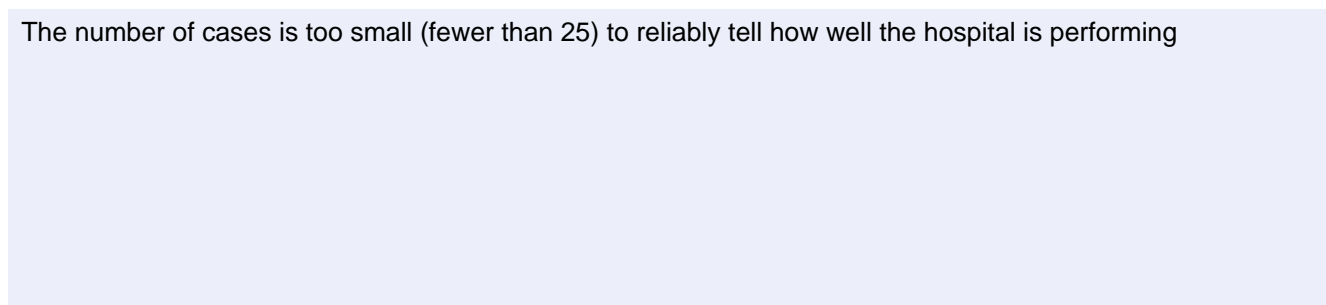 The number of cases is too small (fewer than 25) to reliably tell how well the hospital is performing